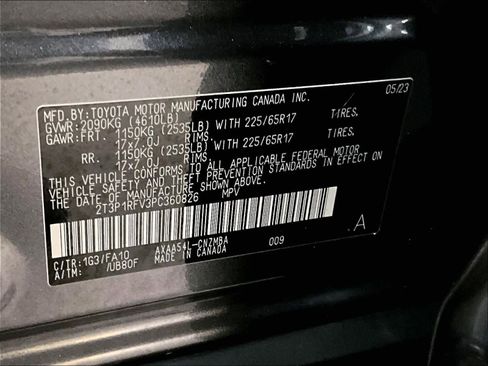 MFD.BY:TOYOTA MOTOR MANUFACTURING CANADA INC. 05/23
GVWR:2090KG (4610LB)
GAWR:FRT. 1150KG (2535LB) WITH 225/65R17 TIRES.
17x7.0J RIMS.
RR. 1150KG (2535LB) WITH 225/65R17 TIRES.
17x7.0J RIMS.
THIS VEHICLE CONFORMS TO ALL APPLICABLE FEDERAL MOTOR
VEHICLE SAFETY AND THEFT PREVENTION STANDARDS IN EFFECT ON
THE DATE OF MANUFACTURE SHOWN ABOVE.
2T3P1RFV3PC360826 MPV
A
C/TR:1G3/FA10 AXAA54L-CNZMBA 009
A/TM: /UB80F MADE IN CANADA